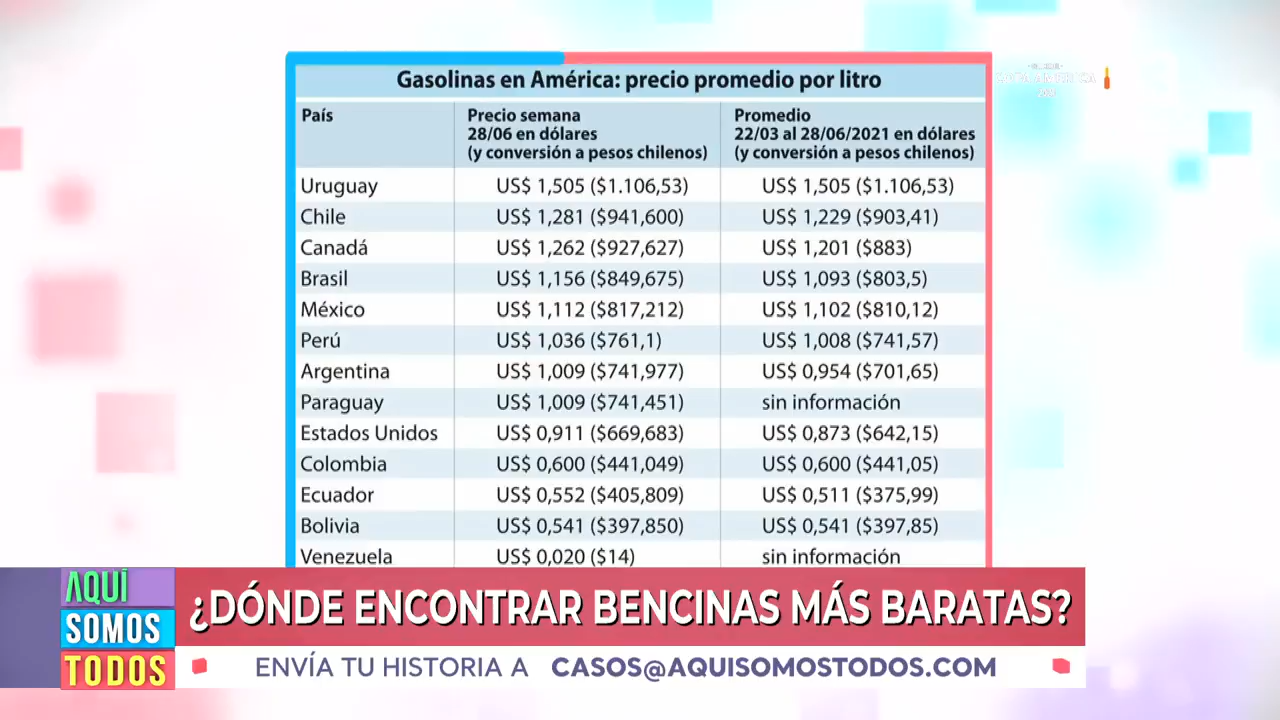 Gasolinas en América: precio promedio por litro
País Precio semana 28/06 en dólares (y conversión a pesos chilenos) Promedio 22/03 al 28/06/2021 en dólares (y conversión a pesos chilenos)
Uruguay US$ 1,505 ($1.106,53) US$ 1,505 ($1.106,53)
Chile US$ 1,281 ($941,600) US$ 1,229 ($903,41)
Canadá US$ 1,262 ($927,627) US$ 1,201 ($883)
Brasil US$ 1,156 ($849,675) US$ 1,093 ($803,5)
México US$ 1,112 ($817,212) US$ 1,102 ($810,12)
Perú US$ 1,036 ($761,1) US$ 1,008 ($741,57)
Argentina US$ 1,009 ($741,977) US$ 0,954 ($701,65)
Paraguay US$ 1,009 ($741,451) sin información
Estados Unidos US$ 0,911 ($669,683) US$ 0,873 ($642,15)
Colombia US$ 0,600 ($441,049) US$ 0,600 ($441,05)
Ecuador US$ 0,552 ($405,809) US$ 0,511 ($375,99)
Bolivia US$ 0,541 ($397,850) US$ 0,541 ($397,85)
Venezuela US$ 0,020 ($14) sin información
AQUÍ
SOMOS
TODOS
¿DÓNDE ENCONTRAR BENCINAS MÁS BARATAS?
ENVÍA TU HISTORIA A CASOS@AQUISOMOSTODOS.COM